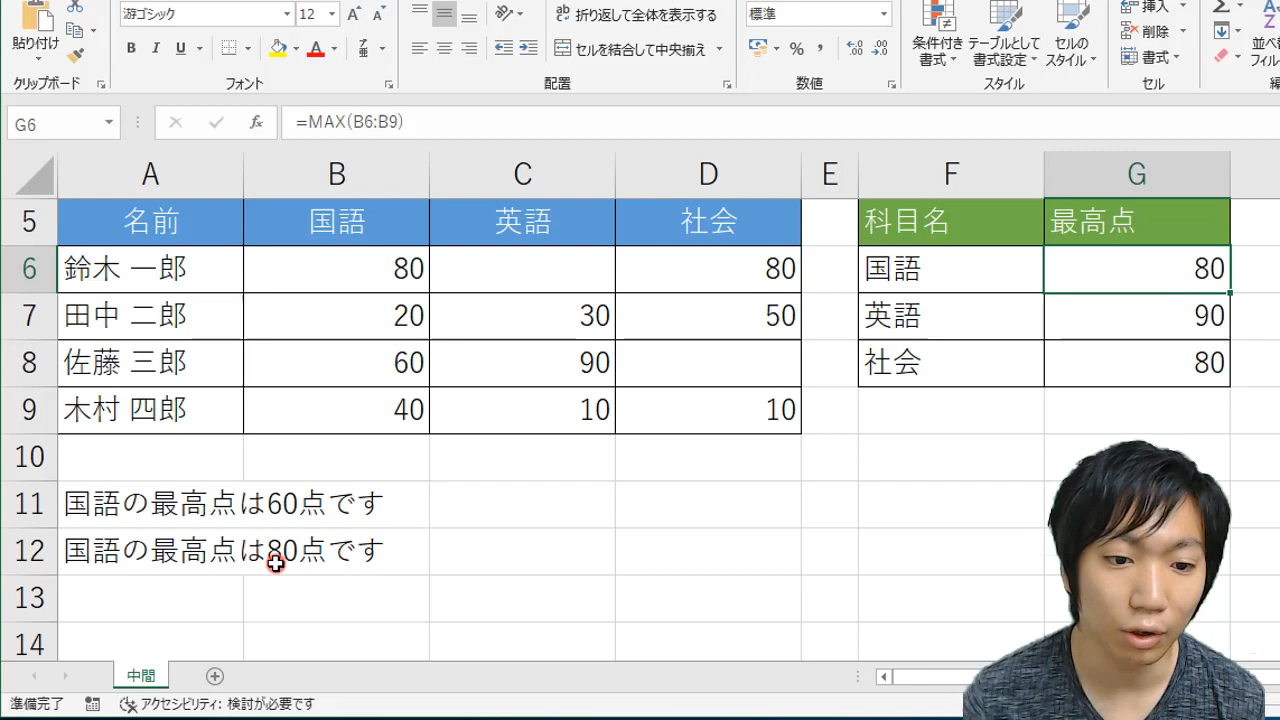 游ゴシック 12 折り返して全体を表示する 標準 挿入
貼り付け B I U セルを結合して中央揃え % 条件付き書式 テーブルとして書式設定 セルのスタイル 削除 書式
クリップボード フォント 配置 数値 スタイル セル
G6 fx =MAX(B6:B9)
A B C D E F G
5 名前 国語 英語 社会 科目名 最高点
6 鈴木 一郎 80 80 国語 80
7 田中 二郎 20 30 50 英語 90
8 佐藤 三郎 60 90 社会 80
9 木村 四郎 40 10 10
10
11 国語の最高点は60点です
12 国語の最高点は80点です
13
14
中間
準備完了 アクセシビリティ: 検討が必要です